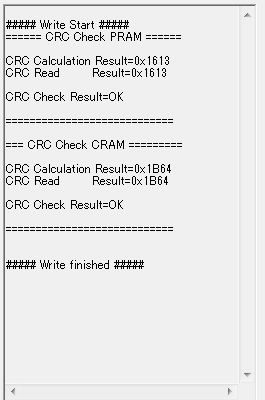 ##### Write Start #####
====== CRC Check PRAM ======
CRC Calculation Result=0x1613
CRC Read Result=0x1613
CRC Check Result=OK
===========================
=== CRC Check CRAM =========
CRC Calculation Result=0x1B64
CRC Read Result=0x1B64
CRC Check Result=OK
===========================
##### Write finished #####